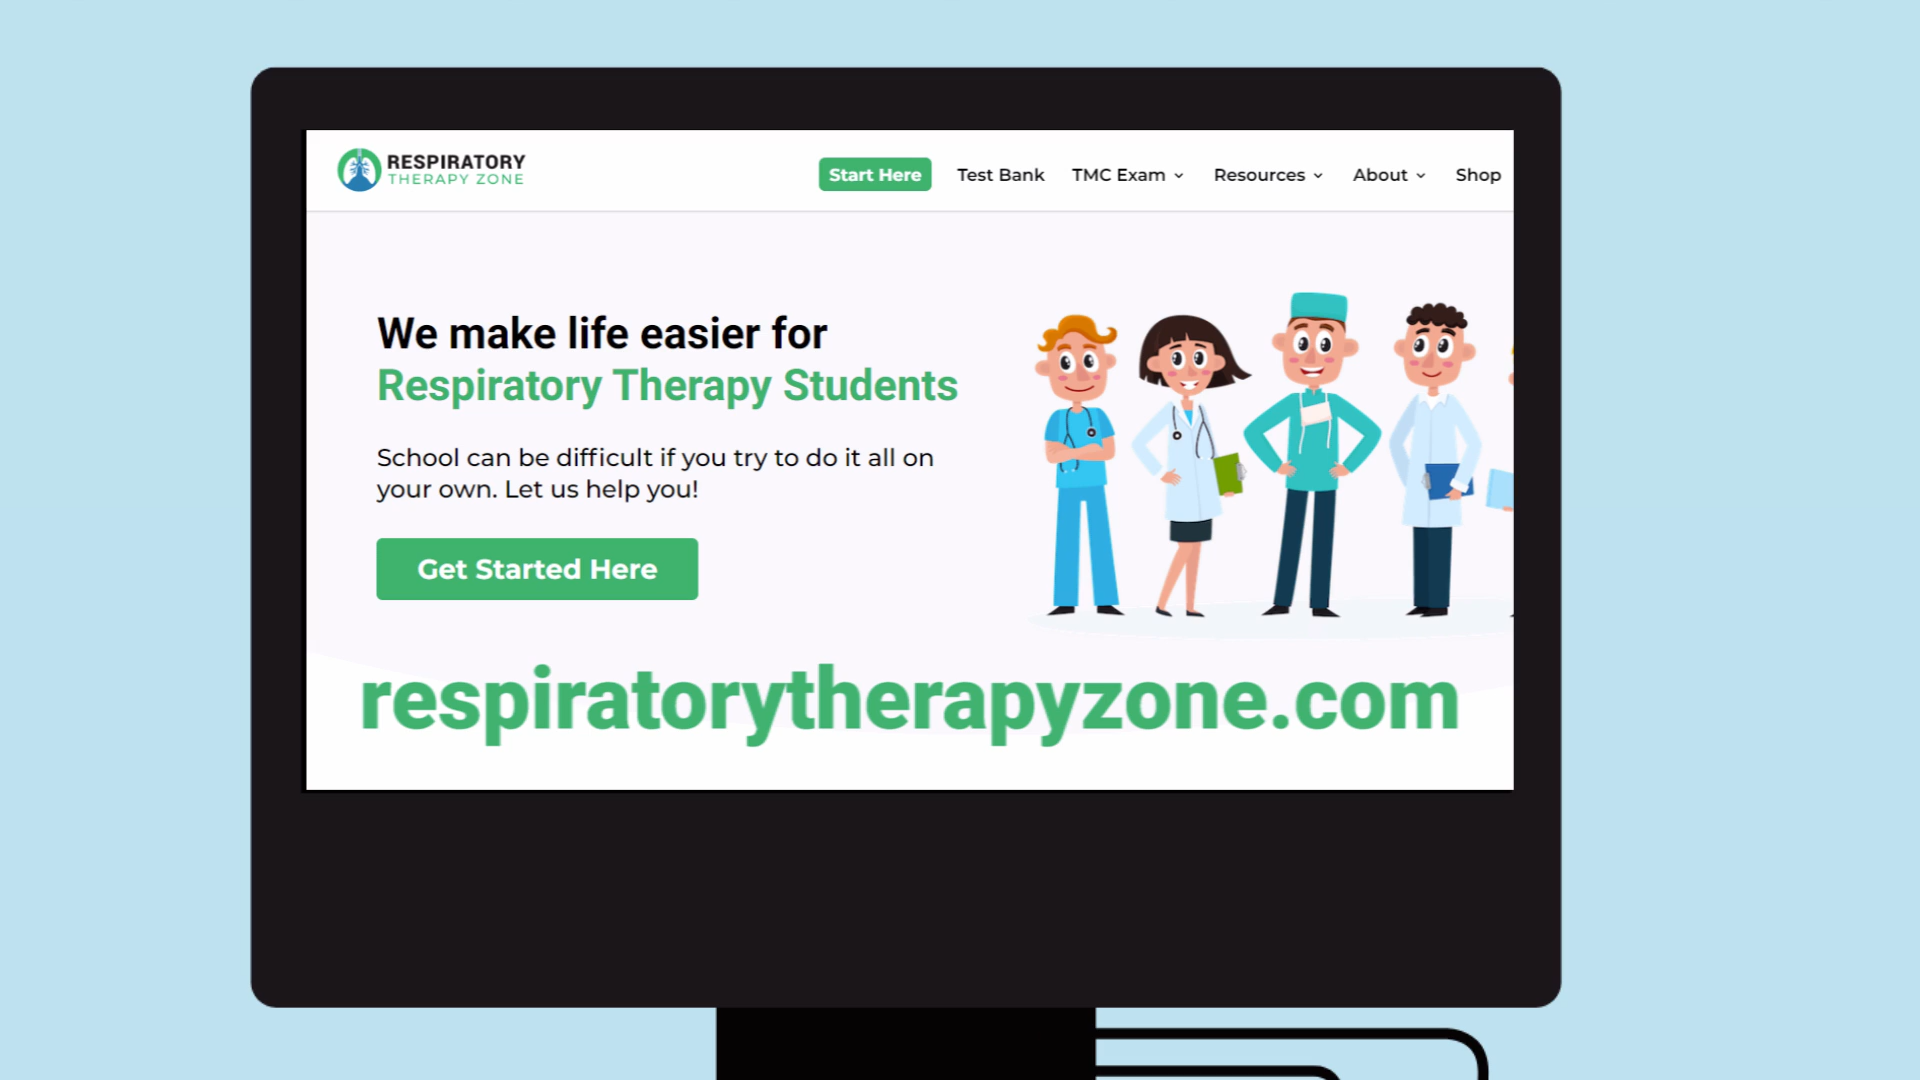 RESPIRATORY
THERAPY ZONE
Start Here
Test Bank
TMC Exam
Resources
About
Shop
We make life easier for
Respiratory Therapy Students
School can be difficult if you try to do it all on
your own. Let us help you!
Get Started Here
respiratorytherapyzone.com